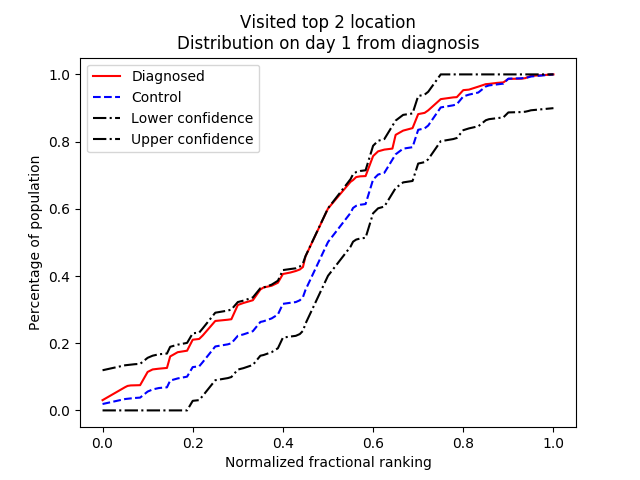 Visited top 2 location
Distribution on day 1 from diagnosis
Diagnosed
Control
Lower confidence
Upper confidence
Percentage of population
1.0
0.8
0.6
0.4
0.2
0.0
0.0 0.2 0.4 0.6 0.8 1.0
Normalized fractional ranking